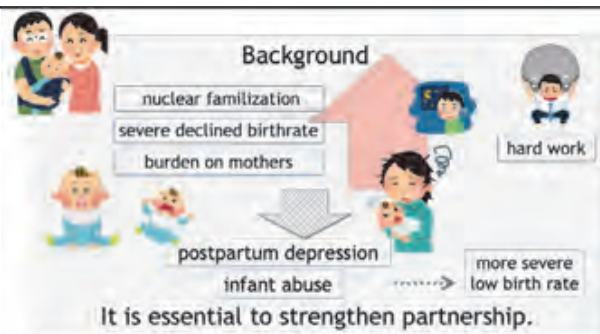 Background
nuclear familization
severe declined birthrate
burden on mothers
hard work
postpartum depression
infant abuse
more severe
low birth rate
It is essential to strengthen partnership.